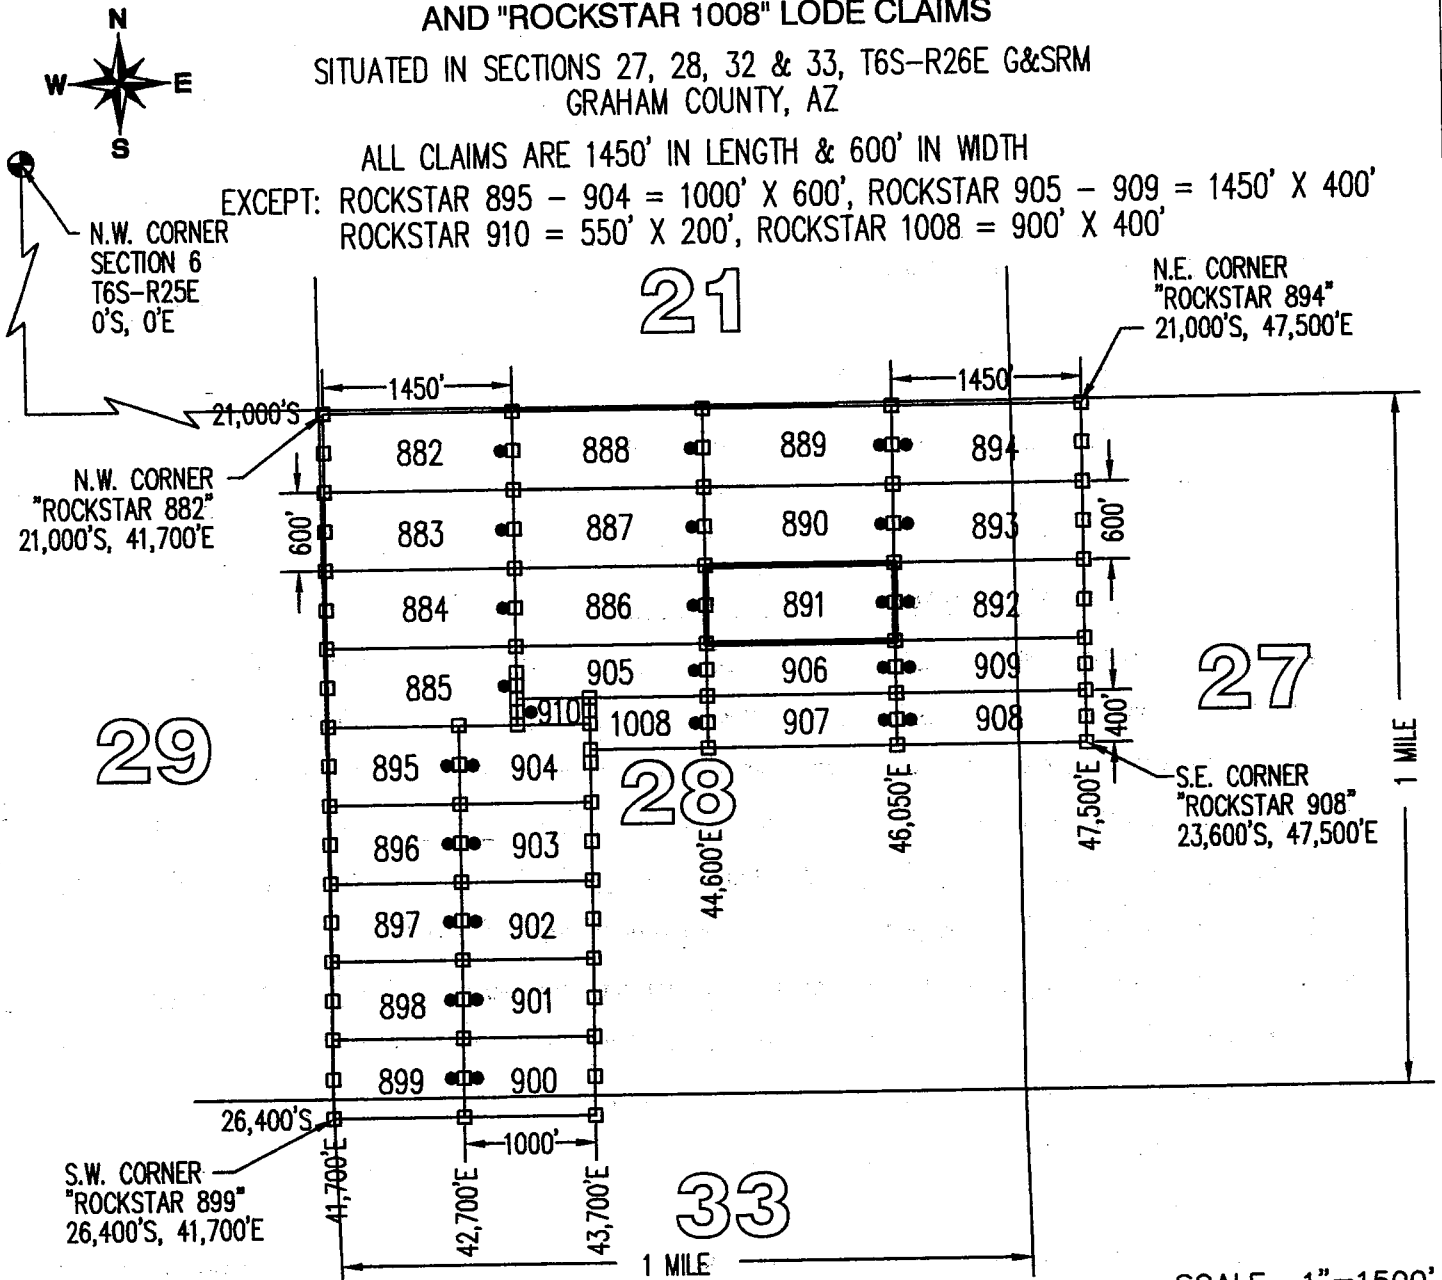 AND "ROCKSTAR 1008" LODE CLAIMS
SITUATED IN SECTIONS 27, 28, 32 & 33, T6S-R26E G&SRM
GRAHAM COUNTY, AZ
ALL CLAIMS ARE 1450' IN LENGTH & 600' IN WIDTH
EXCEPT: ROCKSTAR 895 - 904 = 1000' X 600', ROCKSTAR 905 - 909 = 1450' X 400'
ROCKSTAR 910 = 550' X 200', ROCKSTAR 1008 = 900' X 400'
N
W
E
S
N.W. CORNER
SECTION 6
T6S-R25E
0'S, 0'E
21
N.E. CORNER
"ROCKSTAR 894"
21,000'S, 47,500'E
1450'
1450'
21,000'S
N.W. CORNER
"ROCKSTAR 882"
21,000'S, 41,700'E
882
888
889
894
600'
883
887
890
893
600'
884
886
891
892
885
905
906
909
910
1008
907
908
400'
27
29
28
1 MILE
895
904
896
903
897
902
898
901
899
900
44,600'E
46,050'E
47,500'E
S.E. CORNER
"ROCKSTAR 908"
23,600'S, 47,500'E
26,400'S
1000'
S.W. CORNER
"ROCKSTAR 899"
26,400'S, 41,700'E
41,700'E
42,700'E
43,700'E
33
1 MILE